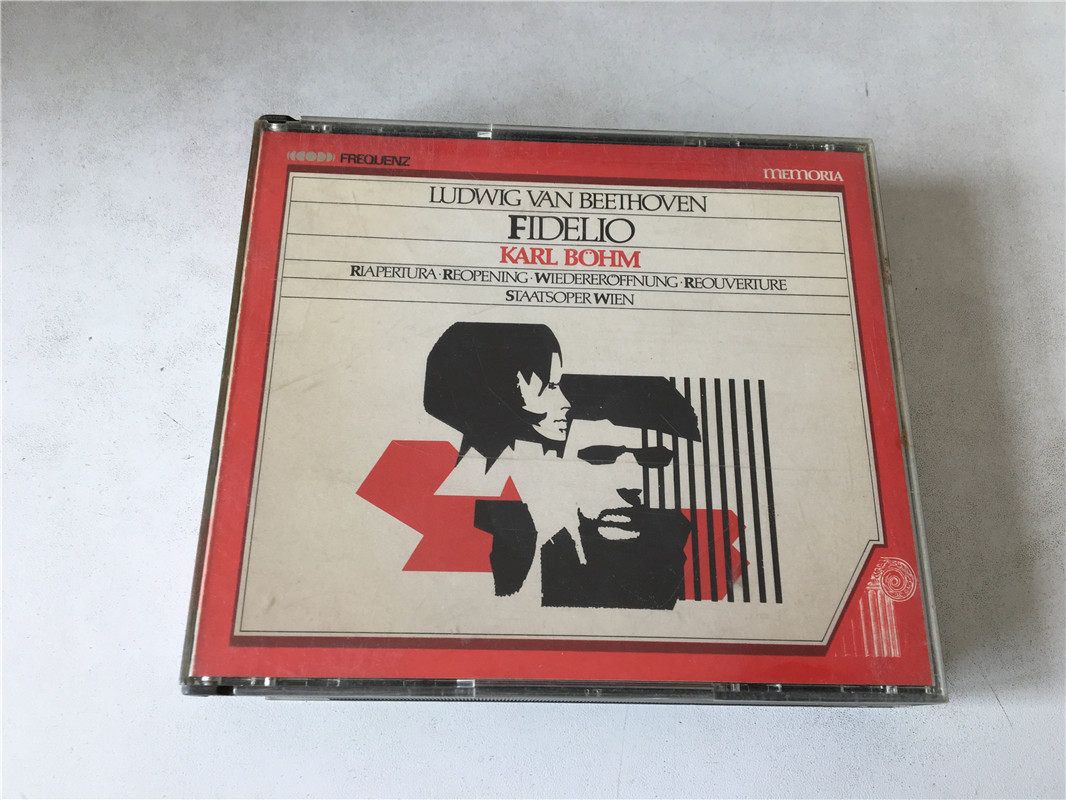 FREQUENZ
MEMORIA
LUDWIG VAN BEETHOVEN
FIDELIO
KARL BÖHM
RIAPERTURA · REOPENING · WIEDERERÖFFNUNG · REOUVERTURE
STAATSOPER WIEN